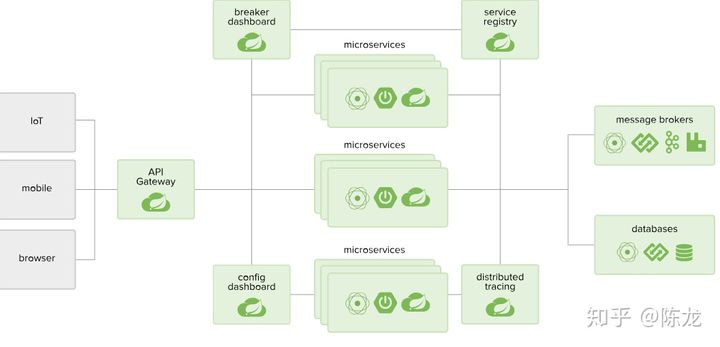 breaker
dashboard
service
registry
microservices
IoT
mobile
browser
API
Gateway
microservices
message brokers
databases
microservices
config
dashboard
distributed
tracing
知乎 @陈龙